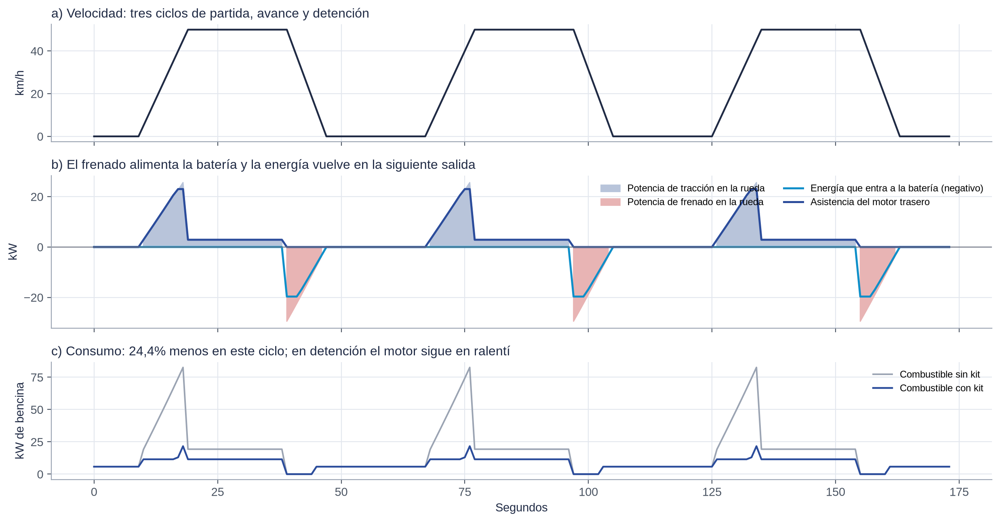 a) Velocidad: tres ciclos de partida, avance y detención
40
20
0
km/h
b) El frenado alimenta la batería y la energía vuelve en la siguiente salida
Potencia de tracción en la rueda
Potencia de frenado en la rueda
Energía que entra a la batería (negativo)
Asistencia del motor trasero
20
0
−20
kW
c) Consumo: 24,4% menos en este ciclo; en detención el motor sigue en ralentí
Combustible sin kit
Combustible con kit
75
50
25
0
kW de bencina
0 25 50 75 100 125 150 175
Segundos